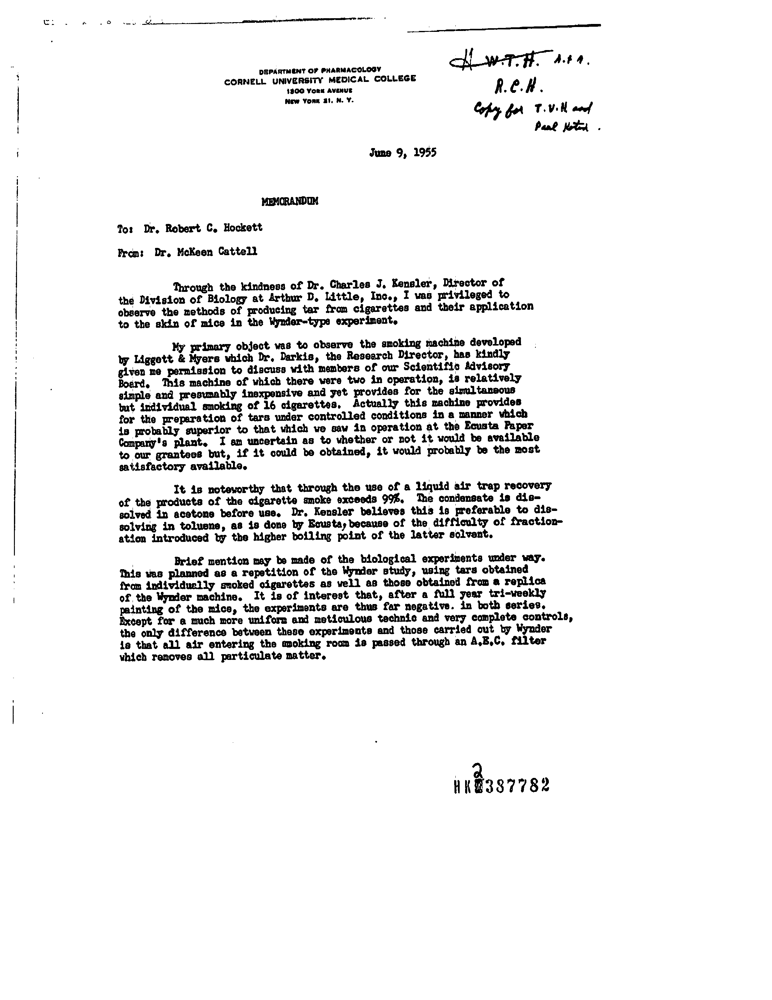 H. W.T.H. A.P.A.
R.C.H.
Copy for T.V.H and
Paul
DEPARTMENT OF PHARMACOLOGY
CORNELL UNIVERSITY MEDICAL COLLEGE
1300 YORK AVENUE
NEW YORK 21, N. Y.
June 9, 1955
MEMORANDUM
To: Dr. Robert C. Hockett
From: Dr. McKeen Cattell
Through the kindness of Dr. Charles J. Kensler, Director of
the Division of Biology at Arthur D. Little, Inc., I was privileged to
observe the methods of producing tar from cigarettes and their application
to the skin of mice in the Wynder-type experiment.
My primary object was to observe the smoking machine developed
by Liggett & Myers which Dr. Darkis, the Research Director, has kindly
given me permission to discuss with members of our Scientific Advisory
Board. This machine of which there were two in operation, is relatively
simple and presumably inexpensive and yet provides for the simultaneous
but individual smoking of 16 cigarettes. Actually this machine provides
for the preparation of tars under controlled conditions in a manner which
is probably superior to that which we saw in operation at the Ecusta Paper
Company's plant. I am uncertain as to whether or not it would be available
to our grantees but, if it could be obtained, it would probably be the most
satisfactory available.
It is noteworthy that through the use of a liquid air trap recovery
of the products of the cigarette smoke exceeds 99%. The condensate is dis-
solved in acetone before use. Dr. Kensler believes this is preferable to dis-
solving in toluene, as is done by Ecusta, because of the difficulty of fraction-
ation introduced by the higher boiling point of the latter solvent.
Brief mention may be made of the biological experiments under way.
This was planned as a repetition of the Wynder study, using tars obtained
from individually smoked cigarettes as well as those obtained from a replica
of the Wynder machine. It is of interest that, after a full year tri-weekly
painting of the mice, the experiments are thus far negative. in both series.
Except for a much more uniform and meticulous technic and very complete controls,
the only difference between these experiments and those carried out by Wynder
is that all air entering the smoking room is passed through an A.E.C. filter
which removes all particulate matter.
2
HK 387782